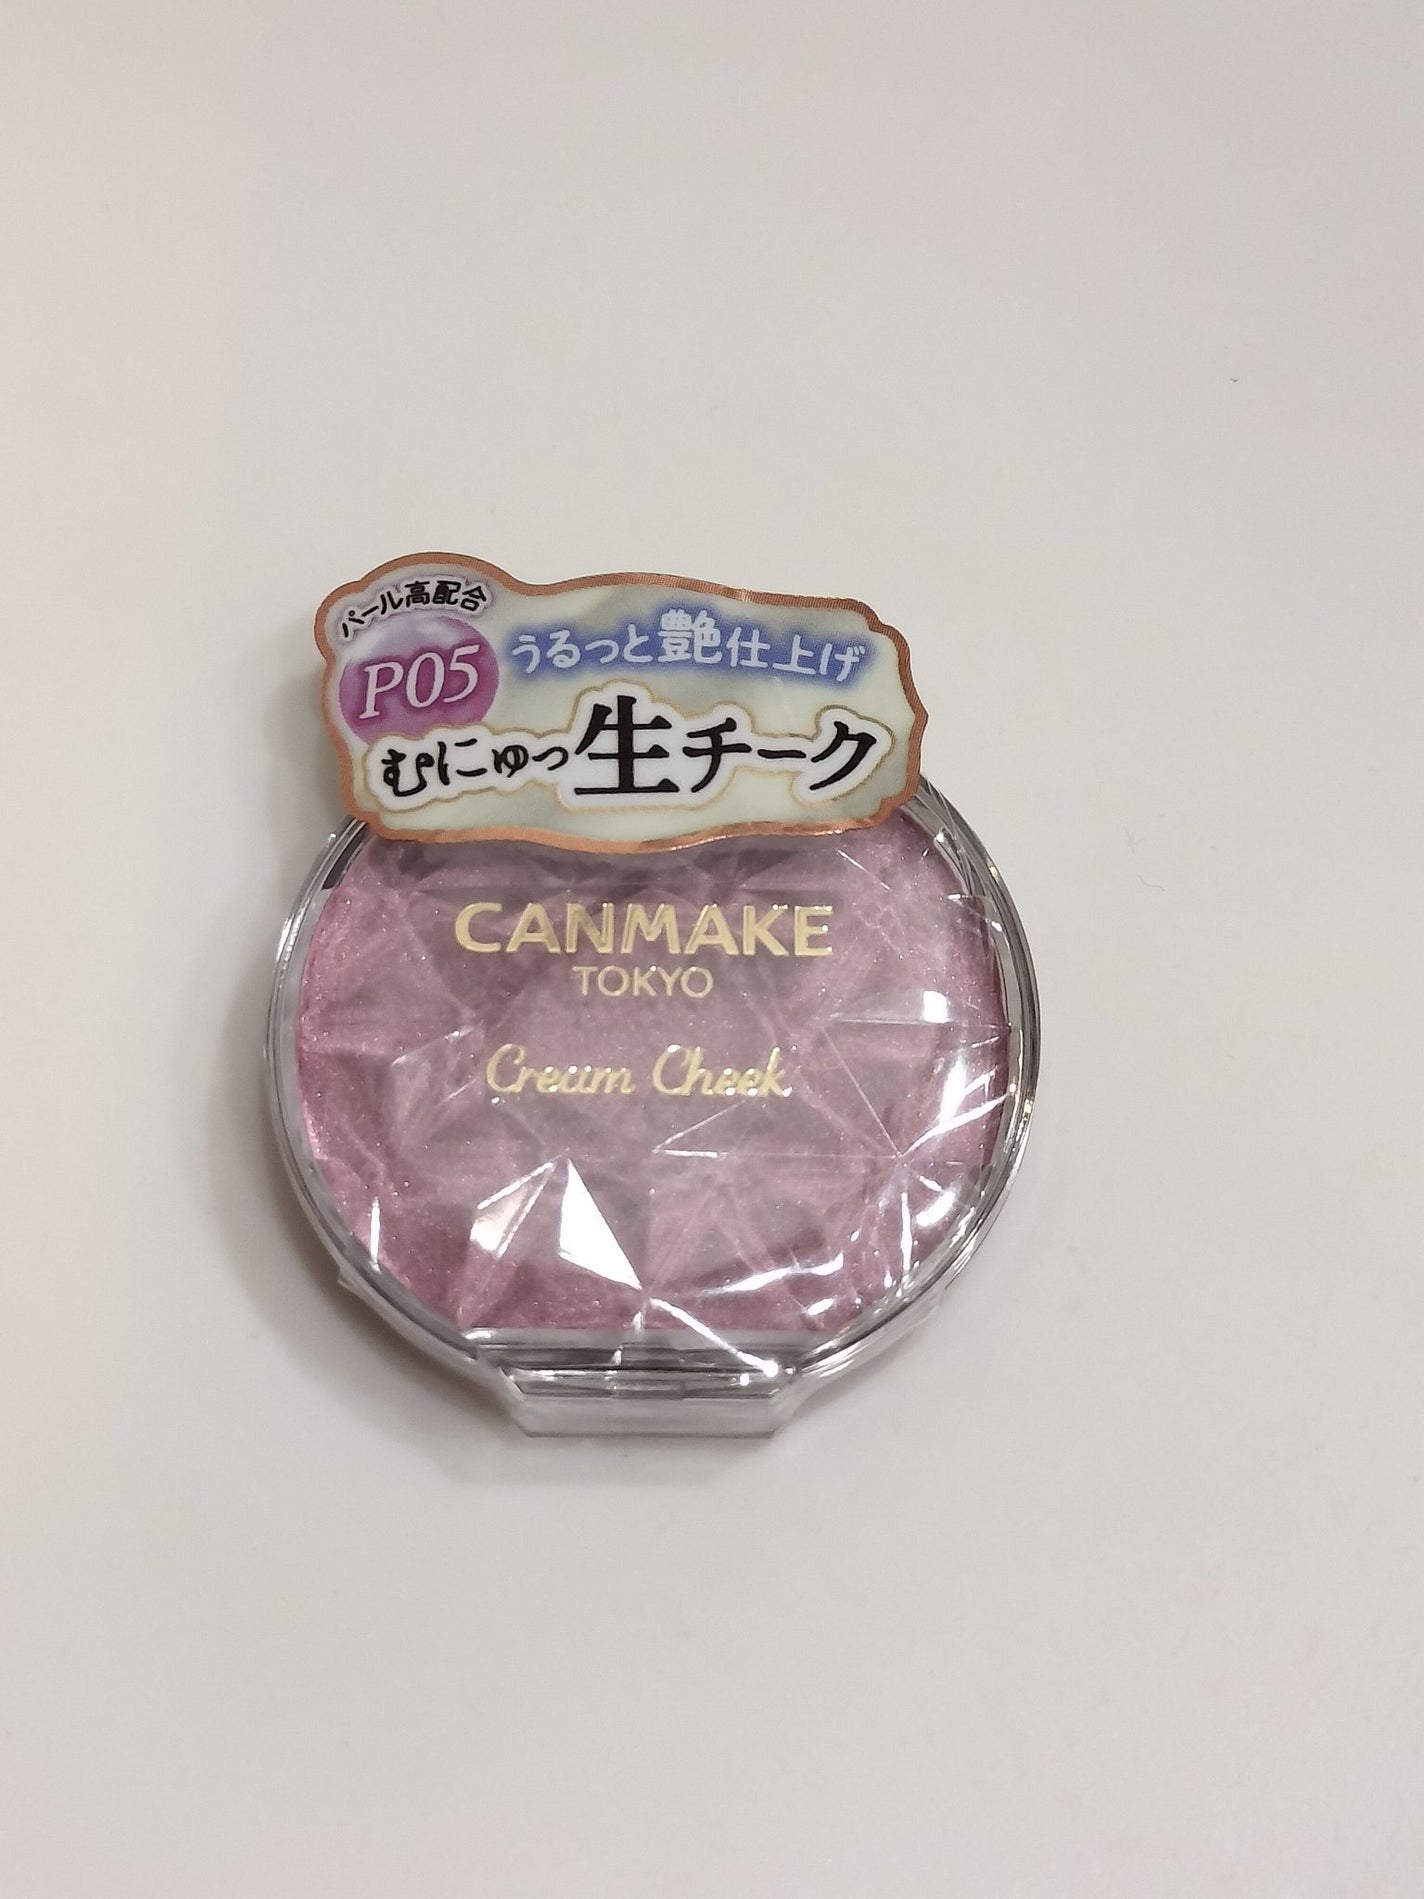 パール高配合
P05
うるっと艶仕上げ
むにゅっ生チーク
CANMAKE
TOKYO
Cream Cheek